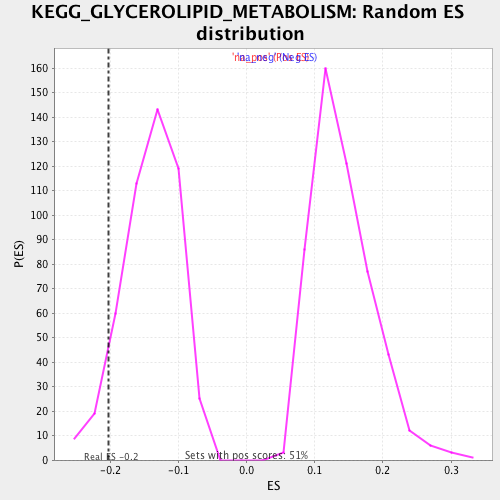 KEGG_GLYCEROLIPID_METABOLISM: Random ES
distribution
160
150
140
130
120
110
100
90
80
70
60
50
40
30
20
10
0
P(ES)
Real ES -0.2
Sets with pos scores: 51%
-0.2 -0.1 0.0 0.1 0.2 0.3
ES